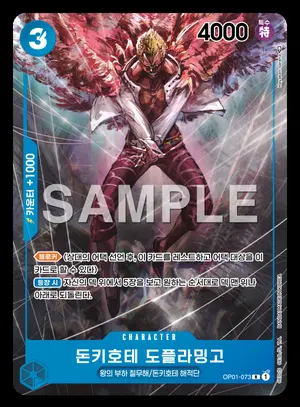 3
4000
특수
特
카운터 +1000
SAMPLE
블로커 (상대의 어택 선언 후, 이 카드를 레스트하고 어택 대상을 이
카드로 할 수 있다)
등장 시 자신의 덱 위에서 5장을 보고 원하는 순서대로 덱 맨 위나
아래로 되돌린다.
CHARACTER
돈키호테 도플라밍고
왕의 부하 칠무해/돈키호테 해적단
OP01-073 R 1